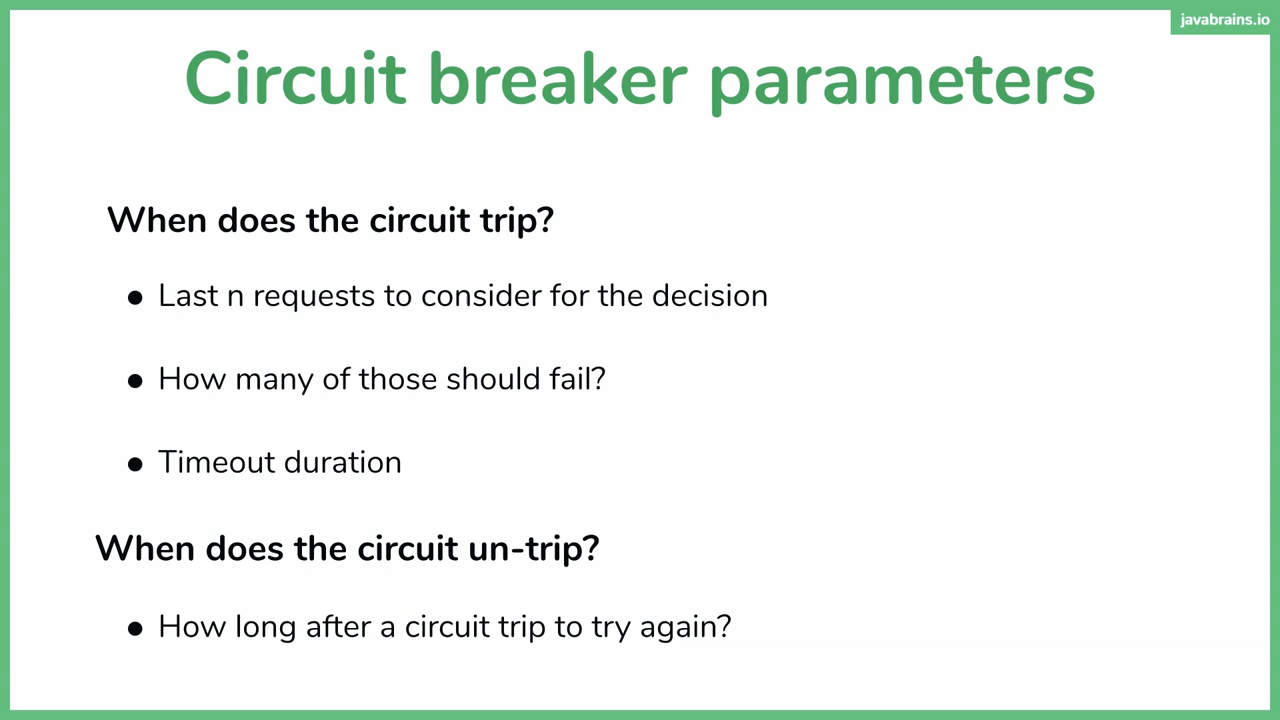 javabrains.io
Circuit breaker parameters
When does the circuit trip?
● Last n requests to consider for the decision
● How many of those should fail?
● Timeout duration
When does the circuit un-trip?
● How long after a circuit trip to try again?